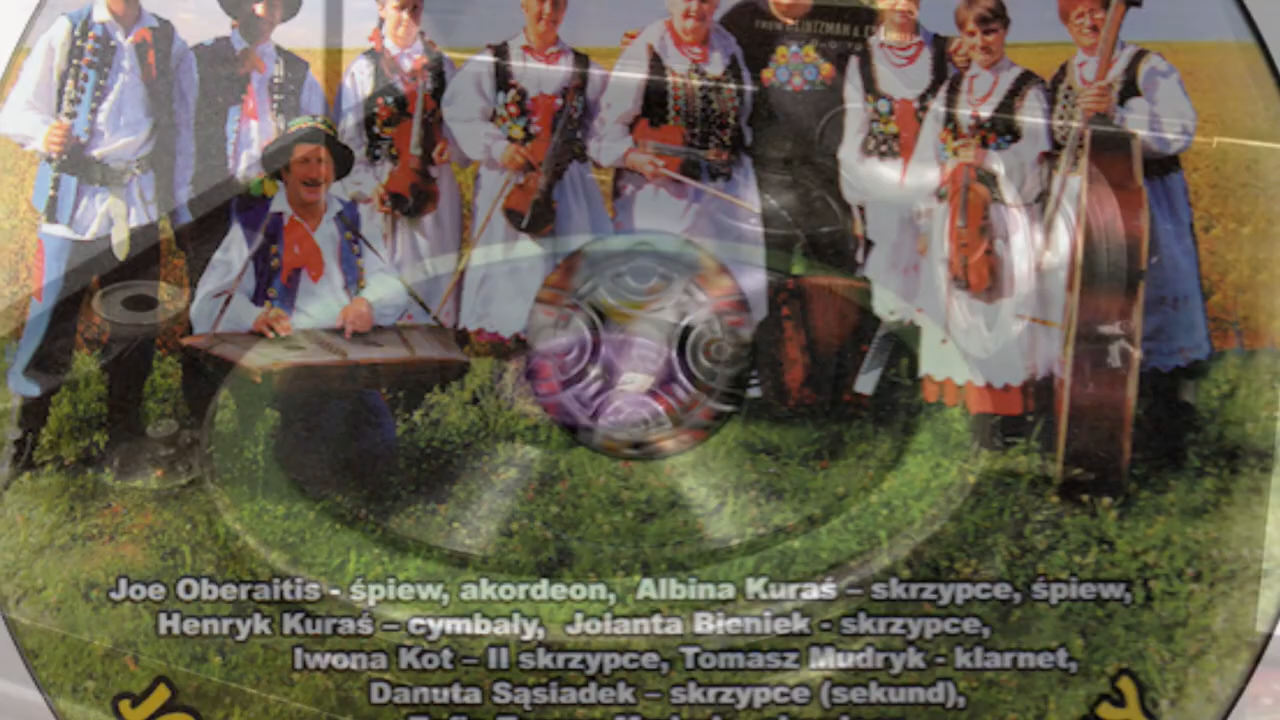 Joe Oberaitis - śpiew, akordeon, Albina Kuraś – skrzypce, śpiew,
Henryk Kuraś – cymbały, Jolanta Bieniek - skrzypce,
Iwona Kot – II skrzypce, Tomasz Mudryk - klarnet,
Danuta Sąsiadek – skrzypce (sekund),